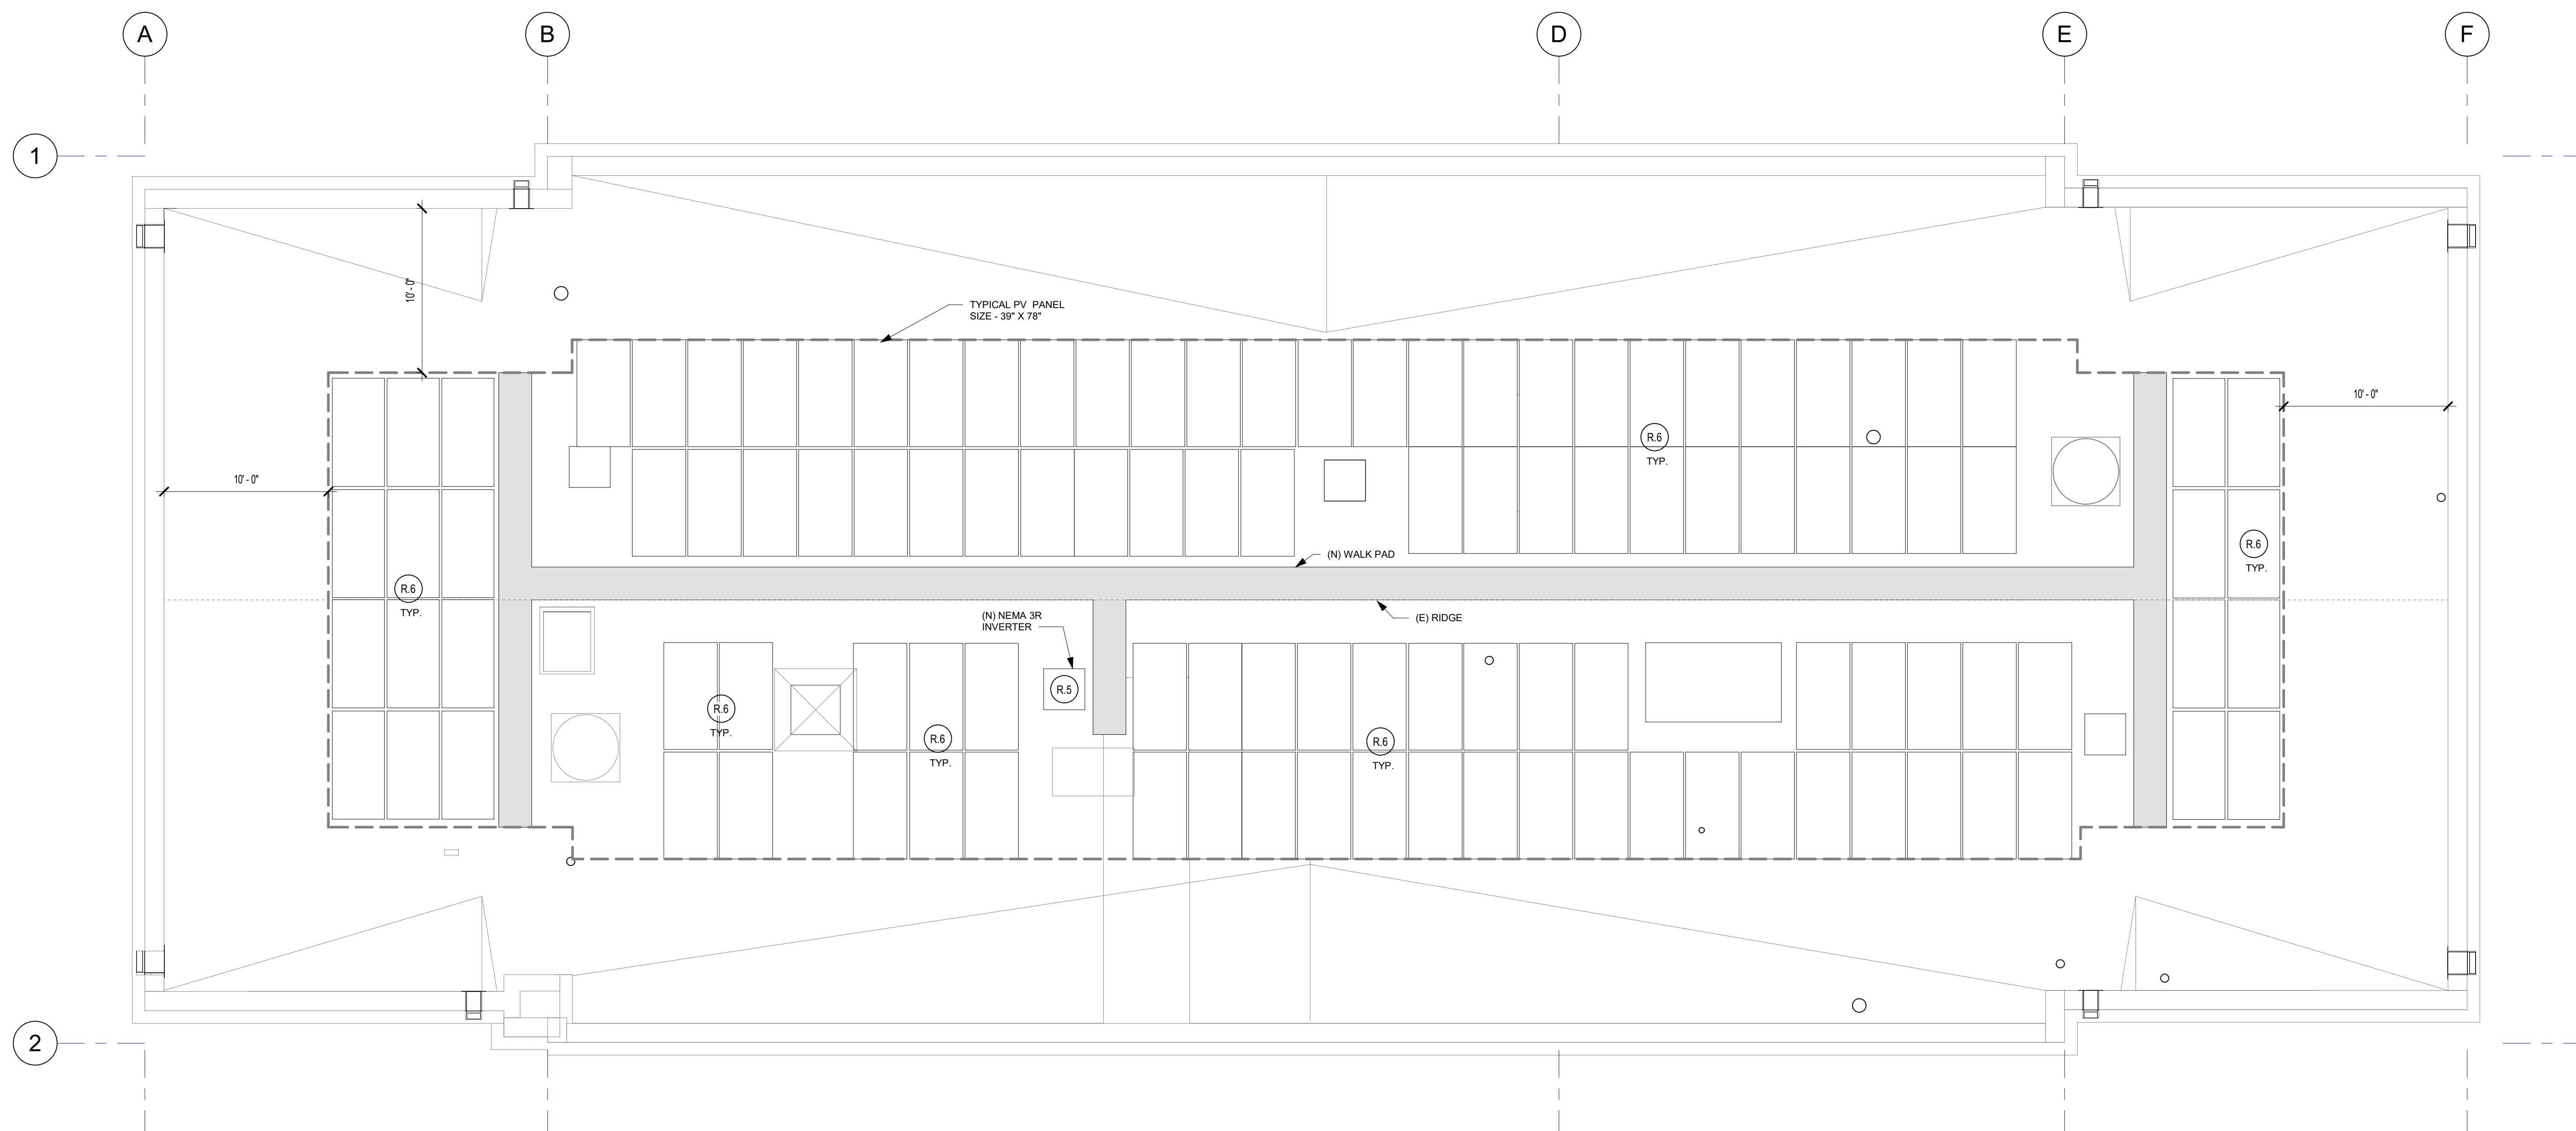 A
B
D
E
F
1
10' - 0"
TYPICAL PV PANEL
SIZE - 39" X 78"
10' - 0"
R.6
TYP.
10' - 0"
R.6
TYP.
(N) WALK PAD
R.6
TYP.
(N) NEMA 3R
INVERTER
(E) RIDGE
R.5
R.6
TYP.
R.6
TYP.
R.6
TYP.
2